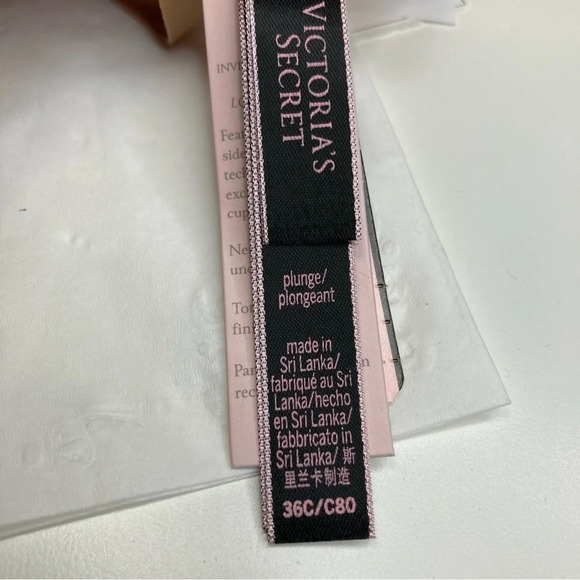 VICTORIA'S
SECRET
plunge/
plongeant
made in
Sri Lanka/
fabriqué au Sri
Lanka/hecho
en Sri Lanka/
fabbricato in
Sri Lanka/ 斯
里兰卡制造
36C/C80